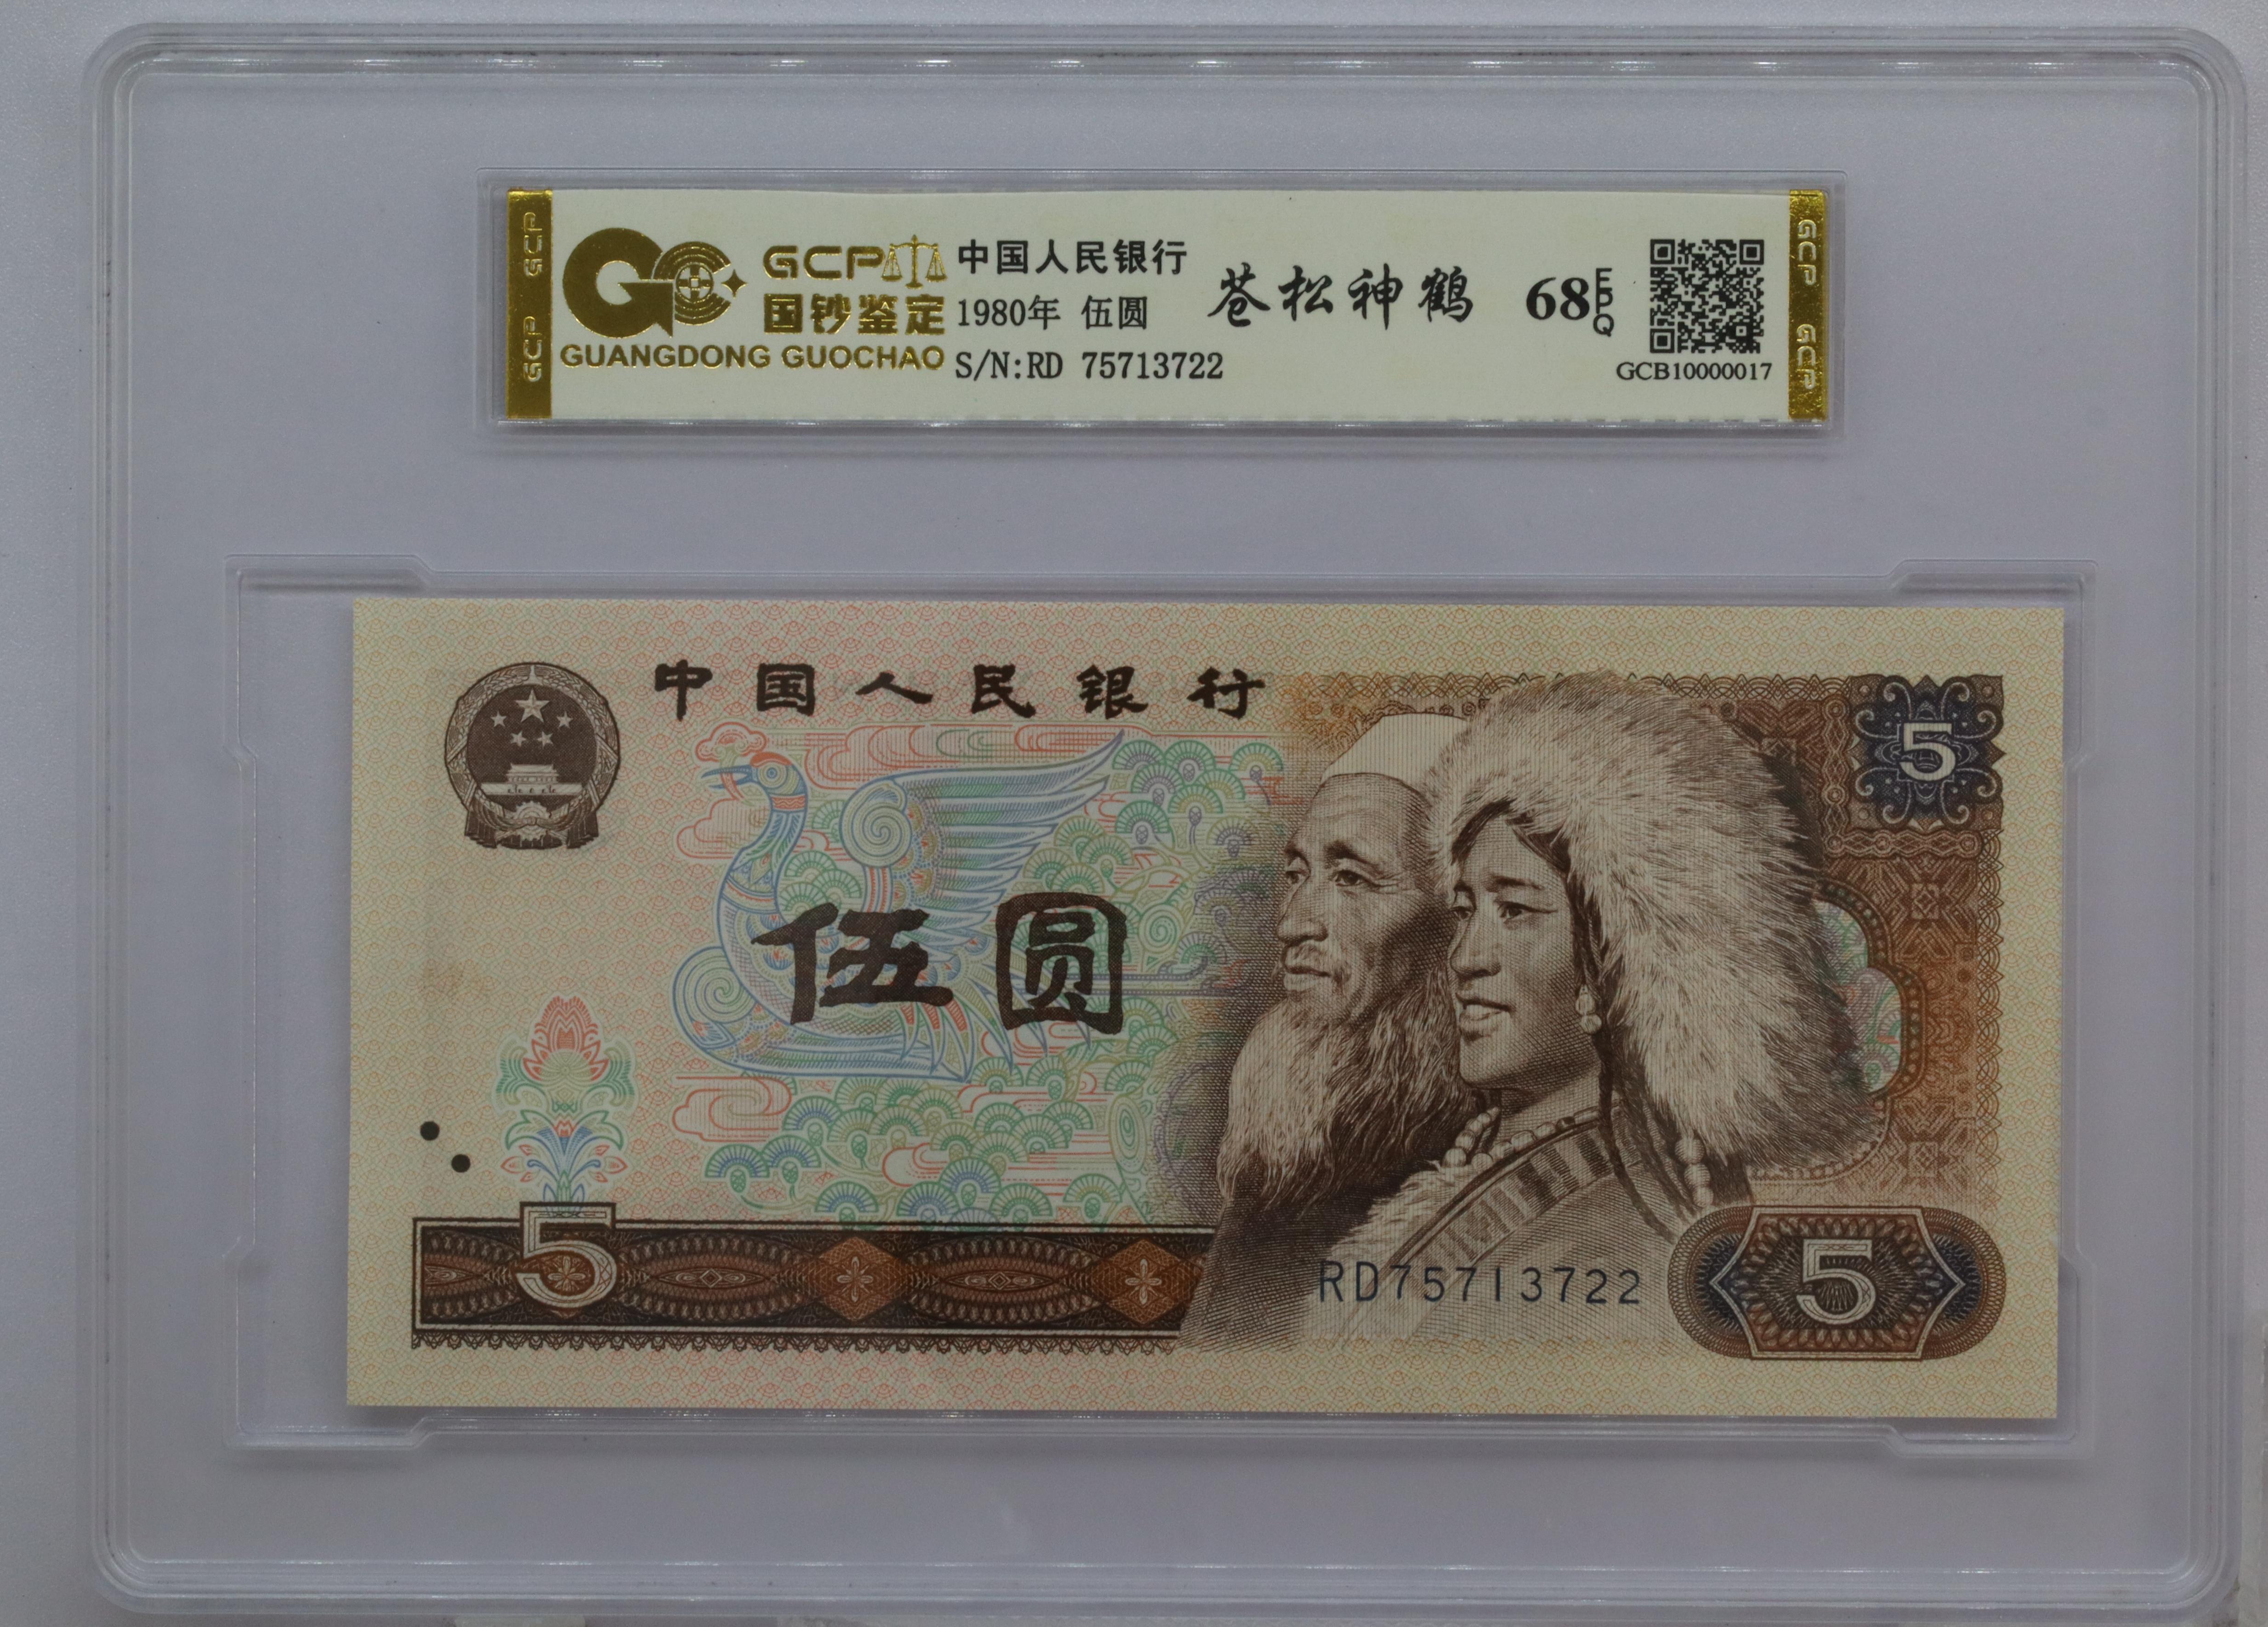 GCP GCP
GCP
国钞鉴定
GUANGDONG GUOCHAO
中国人民银行
1980年 伍圆
S/N:RD 75713722
苍松神鹤
68 EPQ
GCB10000017
GCP GCP
中国人民银行
5
伍圆
5
RD75713722
5